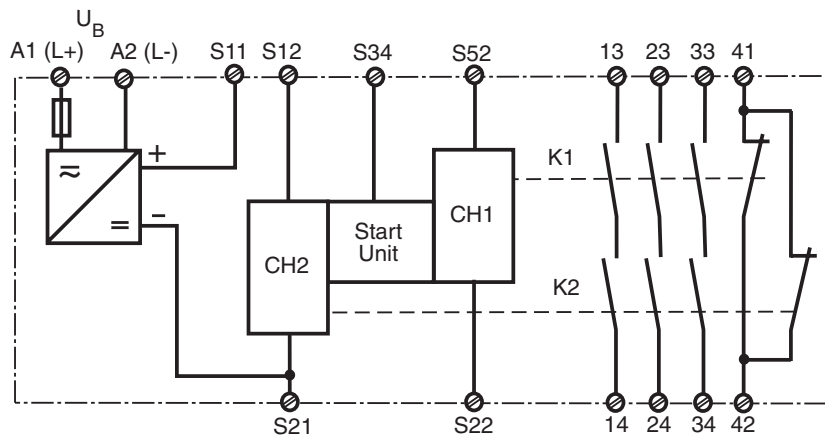 U_B
A1 (L+) A2 (L-) S11 S12 S34 S52 13 23 33 41
+
-
K1
CH1
CH2
Start
Unit
K2
S21 S22 14 24 34 42